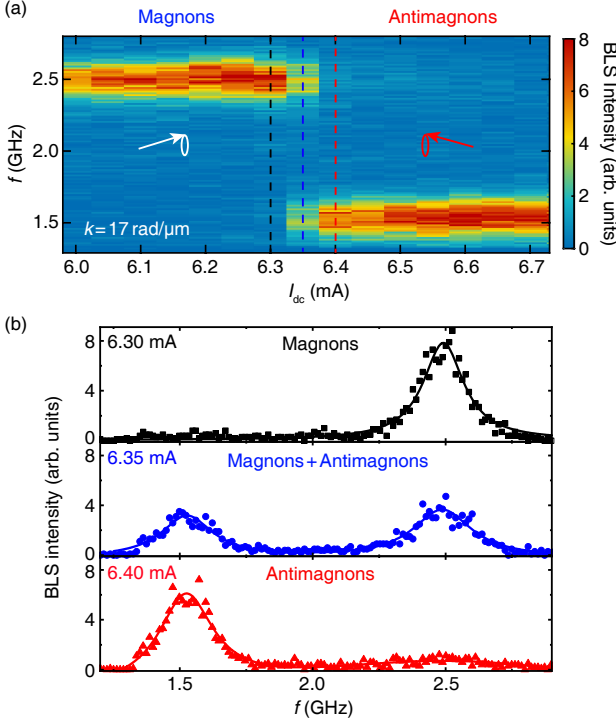 (a)
Magnons
Antimagnons
2.5
2.0
1.5
f (GHz)
k = 17 rad/μm
6.0 6.1 6.2 6.3 6.4 6.5 6.6 6.7
I_dc (mA)
8
6
4
2
0
BLS Intensity (arb. units)
(b)
6.30 mA
Magnons
8
4
0
6.35 mA
Magnons + Antimagnons
8
4
0
6.40 mA
Antimagnons
8
4
0
BLS intensity (arb. units)
1.5 2.0 2.5
f (GHz)